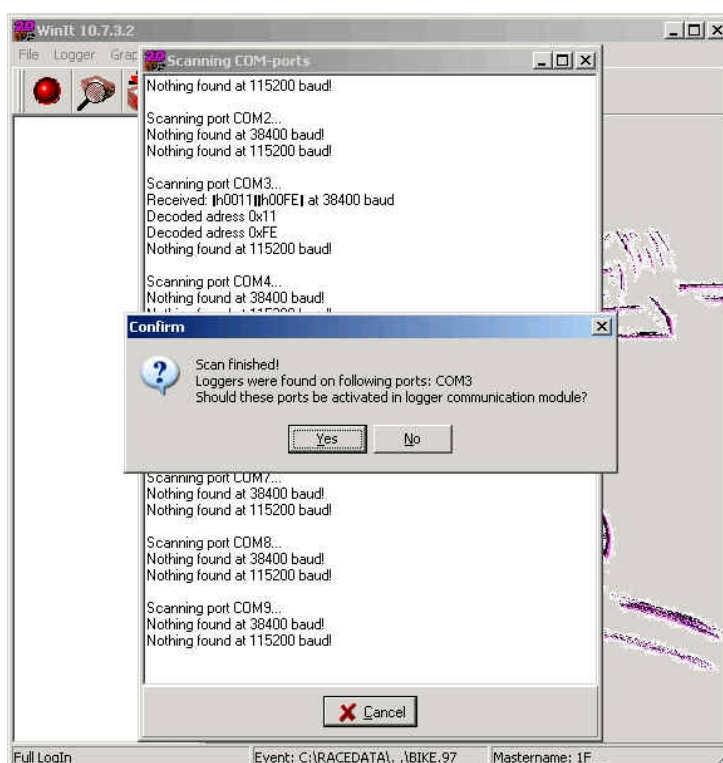 WinIt 10.7.3.2
File Logger
Scanning COM-ports
Nothing found at 115200 baud!
Scanning port COM2...
Nothing found at 38400 baud!
Nothing found at 115200 baud!
Scanning port COM3...
Received: h0011 h00FE at 38400 baud
Decoded adress 0x11
Decoded adress 0xFE
Nothing found at 115200 baud!
Scanning port COM4...
Nothing found at 38400 baud!
Confirm
Scan finished!
Loggers were found on following ports: COM3
Should these ports be activated in logger communication module?
Yes No
Scanning port COM7...
Nothing found at 38400 baud!
Nothing found at 115200 baud!
Scanning port COM8...
Nothing found at 38400 baud!
Nothing found at 115200 baud!
Scanning port COM9...
Nothing found at 38400 baud!
Nothing found at 115200 baud!
Cancel
Full LogIn Event: C:\RACEDATA\. .\BIKE.97 Mastername: 1F